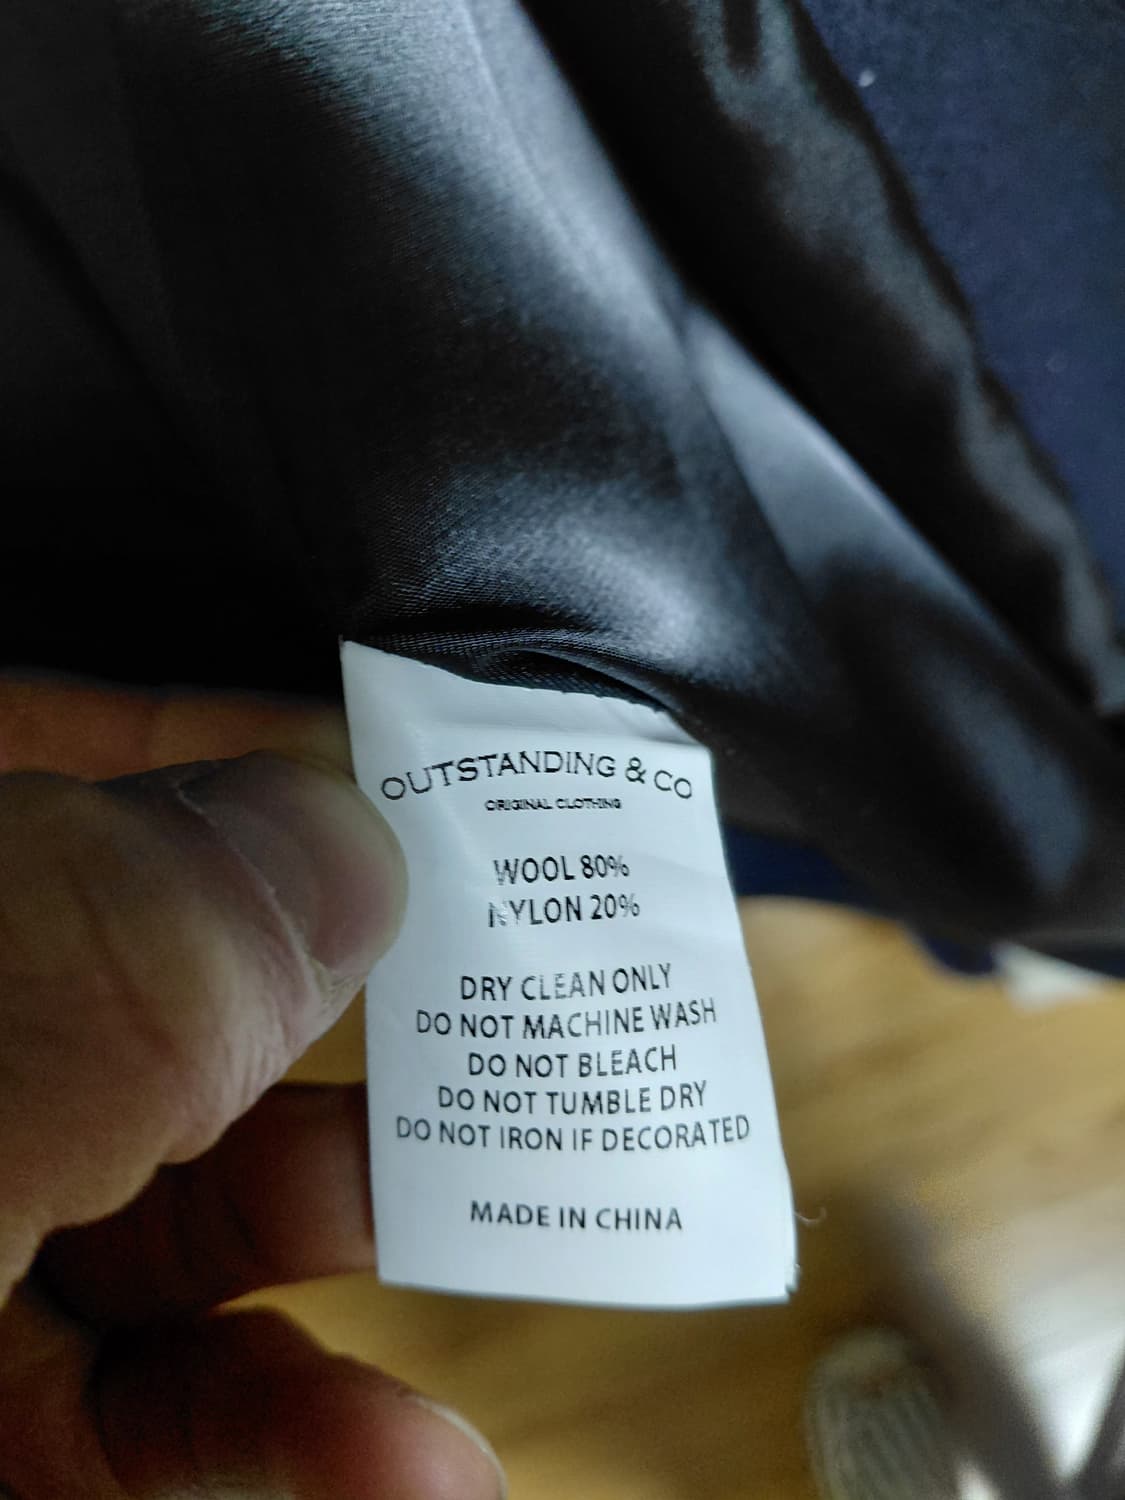 OUTSTANDING & CO
ORIGINAL CLOTHING
WOOL 80%
NYLON 20%
DRY CLEAN ONLY
DO NOT MACHINE WASH
DO NOT BLEACH
DO NOT TUMBLE DRY
DO NOT IRON IF DECORATED
MADE IN CHINA